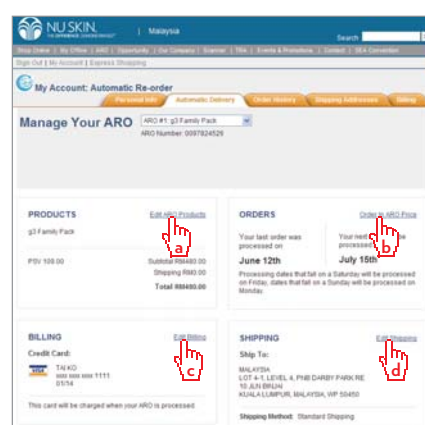 NU SKIN.
THE DIFFERENCE. DEMONSTRATED.
Malaysia
Search
Shop Online | My Office | ARO | Opportunity | Our Company | Scanner | TRA | Events & Promotions | Contact | SEA Convention
Sign Out | My Account | Express Shopping
My Account: Automatic Re-order
Personal Info Automatic Delivery Order History Shipping Addresses Billing
Manage Your ARO
ARO #1: g3 Family Pack
ARO Number: 0097824526
PRODUCTS
Edit ARO Products
g3 Family Pack
a
PSV 108.00
Subtotal RM480.00
Shipping RM0.00
Total RM480.00
ORDERS
Order to ARO Price
Your last order was
processed on
June 12th
Your next
processed
July 15th
b
Processing dates that fall on a Saturday will be processed
on Friday, dates that fall on a Sunday will be processed on
Monday.
BILLING
Edit Billing
Credit Card:
VISA
TAI KO
xxxx xxxx xxxx 1111
01/14
c
This card will be charged when your ARO is processed
SHIPPING
Edit Shipping
Ship To:
MALAYSIA
LOT 4-1, LEVEL 4, PNB DARBY PARK RE
10 JLN BINJAI
KUALA LUMPUR, MALAYSIA, WP 50450
d
Shipping Method: Standard Shipping